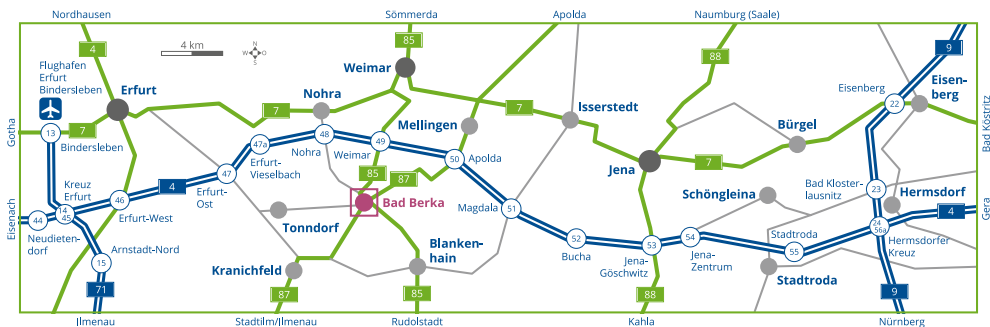 Nordhausen
Sömmerda
Apolda
Naumburg (Saale)
4
85
9
4 km
N
W
O
S
88
Flughafen
Erfurt
Bindersleben
Weimar
Erfurt
Nohra
7
7
Isserstedt
Eisenberg
22
Eisen-
berg
Gotha
13
7
Bindersleben
47a
Erfurt-
Vieselbach
48
Nohra
49
Weimar
Mellingen
50
Apolda
Bürgel
Bad Köstritz
Jena
7
Kreuz
Erfurt
14
45
46
Erfurt-West
4
47
Erfurt-
Ost
85
87
Bad Berka
Magdala
51
Schöngleina
Bad Kloster-
lausnitz
23
Hermsdorf
4
Gera
Eisenach
44
Neudieten-
dorf
Tonndorf
52
Bucha
53
Jena-
Göschwitz
54
Jena-
Zentrum
Stadtroda
55
24
56a
Hermsdorfer
Kreuz
Arnstadt-Nord
15
71
Kranichfeld
87
Blanken-
hain
85
88
Stadtroda
9
Ilmenau
Stadtilm/Ilmenau
Rudolstadt
Kahla
Nürnberg